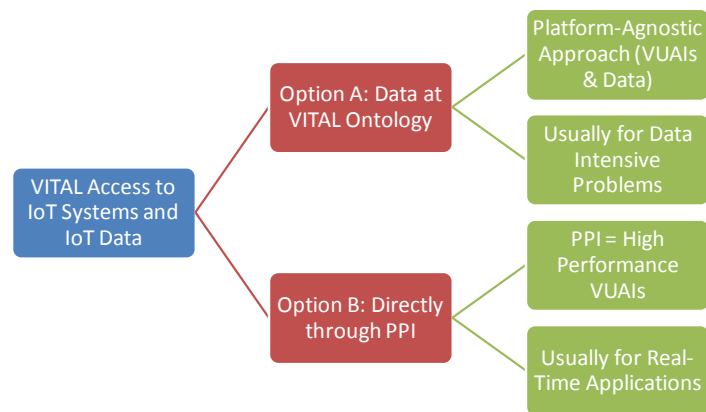 VITAL Access to
IoT Systems and
IoT Data
Option A: Data at
VITAL Ontology
Platform-Agnostic
Approach (VUAIs
& Data)
Usually for Data
Intensive
Problems
Option B: Directly
through PPI
PPI = High
Performance
VUAIs
Usually for Real-
Time Applications